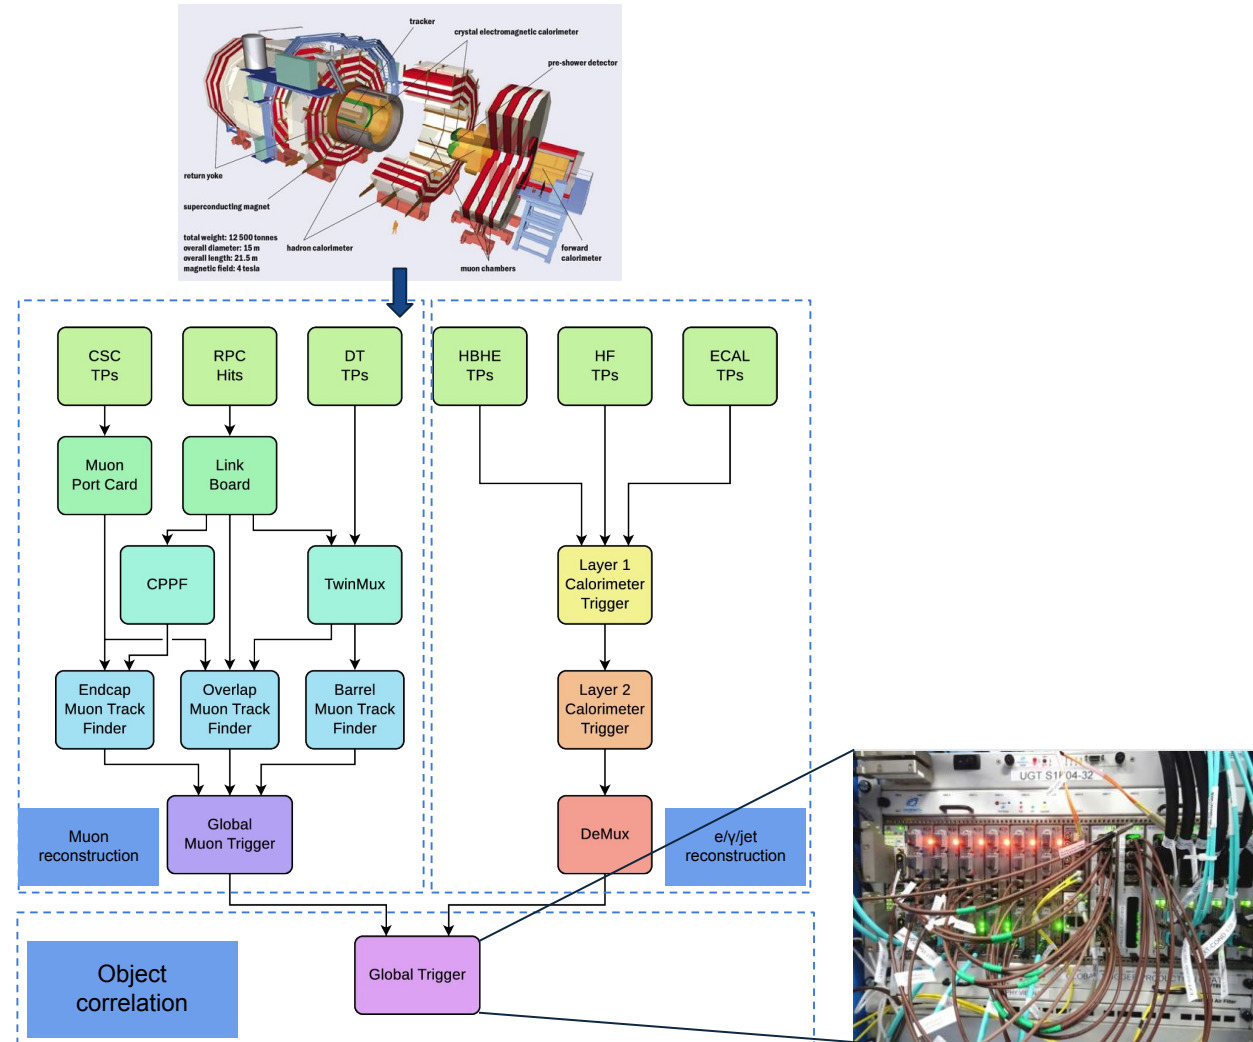 tracker
crystal electromagnetic calorimeter
pre-shower detector
return yoke
superconducting magnet
total weight: 12 500 tonnes
overall diameter: 15 m
overall length: 21.5 m
magnetic field: 4 tesla
hadron calorimeter
muon chambers
forward
calorimeter
CSC
TPs
RPC
Hits
DT
TPs
HBHE
TPs
HF
TPs
ECAL
TPs
Muon
Port Card
Link
Board
CPPF
TwinMux
Layer 1
Calorimeter
Trigger
Endcap
Muon Track
Finder
Overlap
Muon Track
Finder
Barrel
Muon Track
Finder
Layer 2
Calorimeter
Trigger
Muon
reconstruction
Global
Muon Trigger
DeMux
e/γ/jet
reconstruction
Object
correlation
Global Trigger
UGT
Air Filter